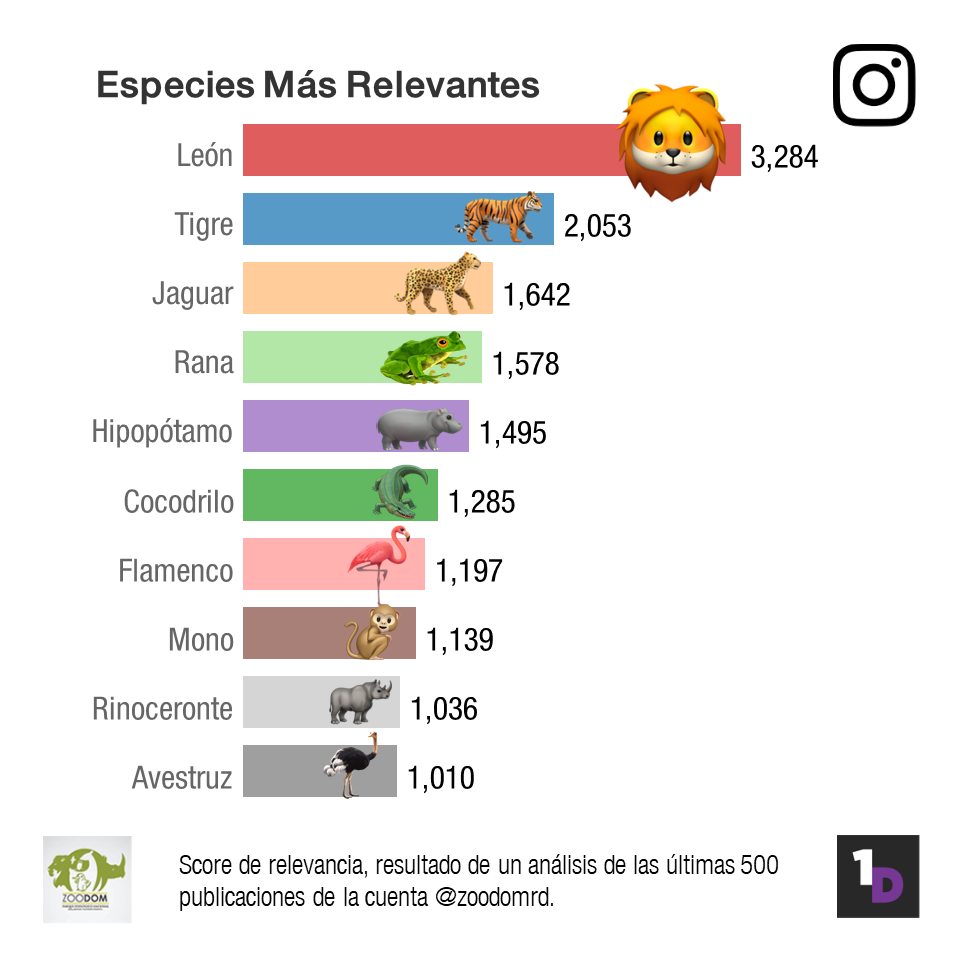 Especies Más Relevantes
León 3,284
Tigre 2,053
Jaguar 1,642
Rana 1,578
Hipopótamo 1,495
Cocodrilo 1,285
Flamenco 1,197
Mono 1,139
Rinoceronte 1,036
Avestruz 1,010
ZOODOM
Score de relevancia, resultado de un análisis de las últimas 500
publicaciones de la cuenta @zoodomrd.
1D